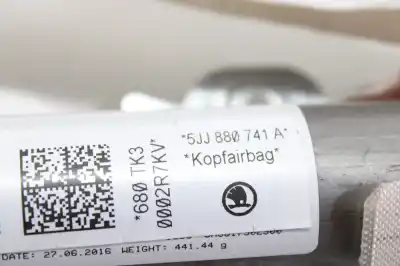 *5JJ 880 741 A*
*Kopfairbag*
*680 TK3
0002R7KV*
DATE: 27.06.2016 WEIGHT: 441.44 g